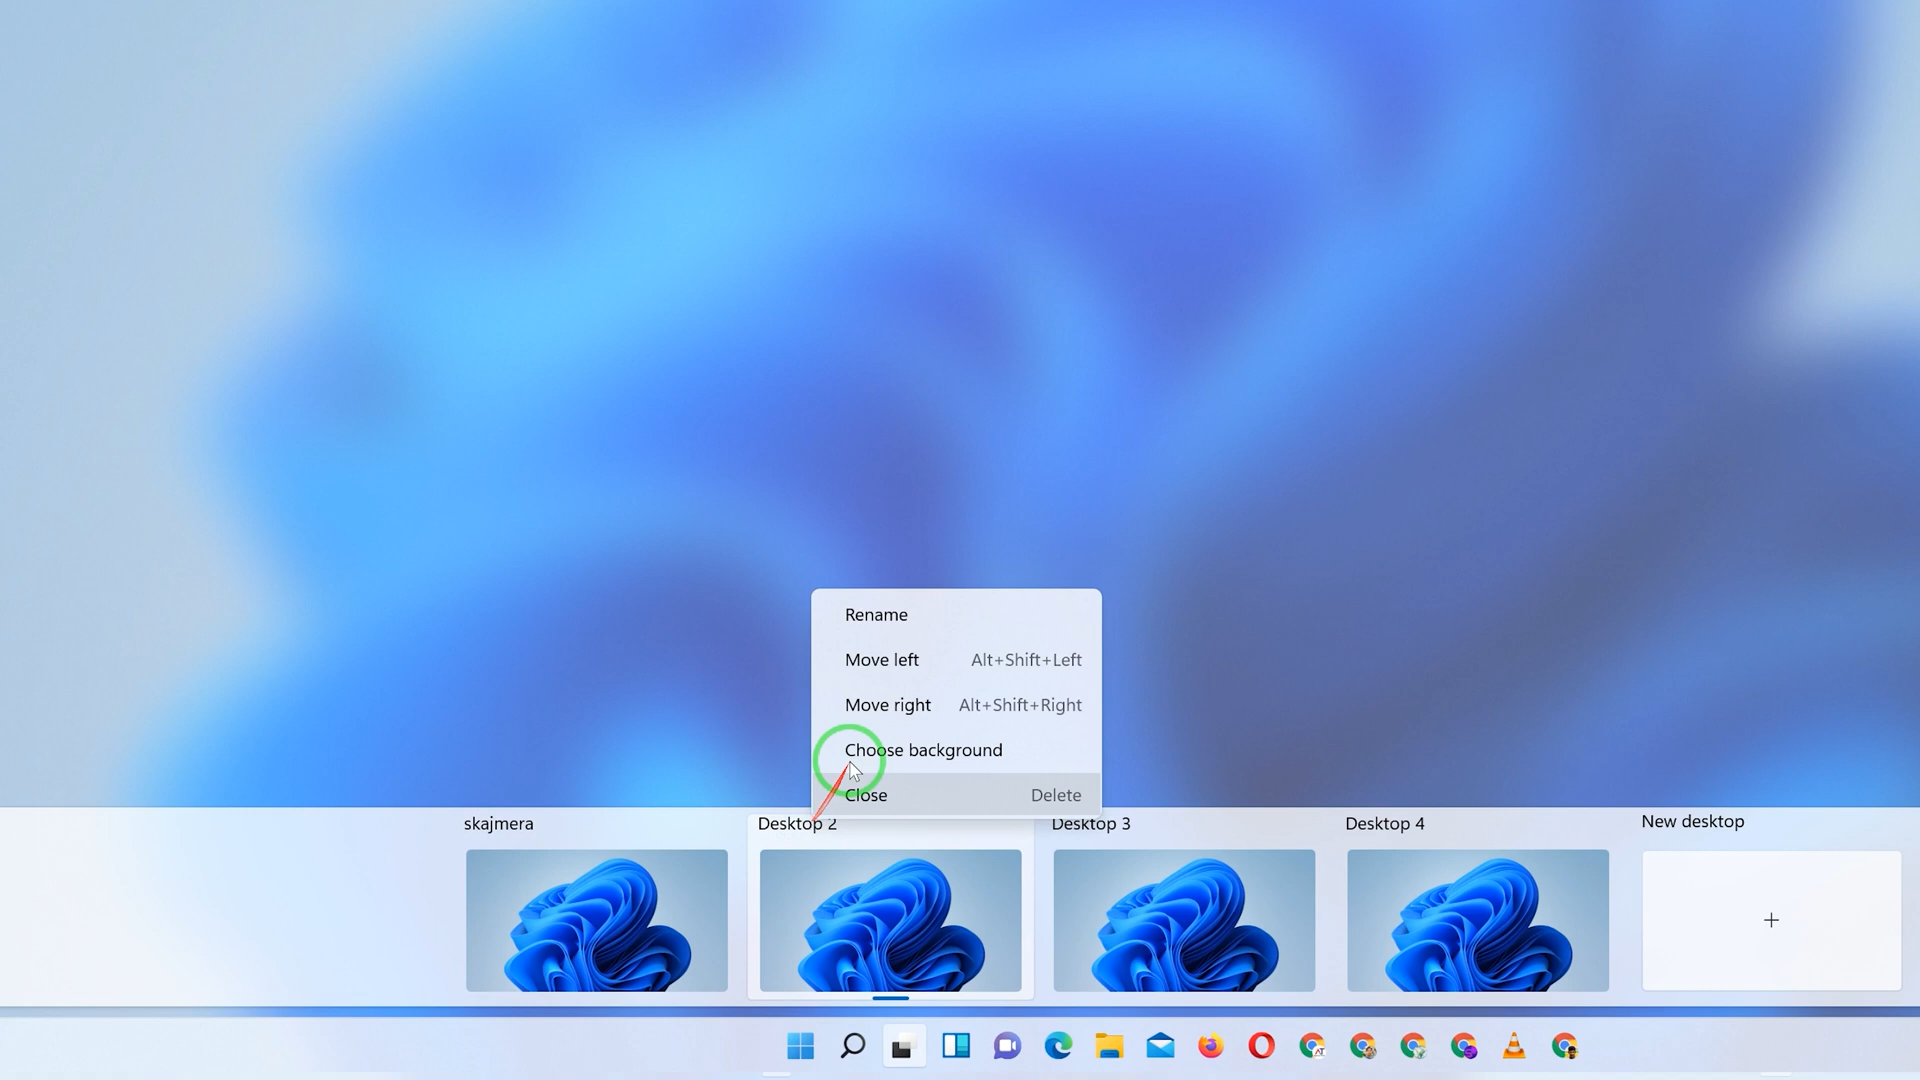 Rename
Move left Alt+Shift+Left
Move right Alt+Shift+Right
Choose background
Close Delete
skajmera
Desktop 2
Desktop 3
Desktop 4
New desktop
AT